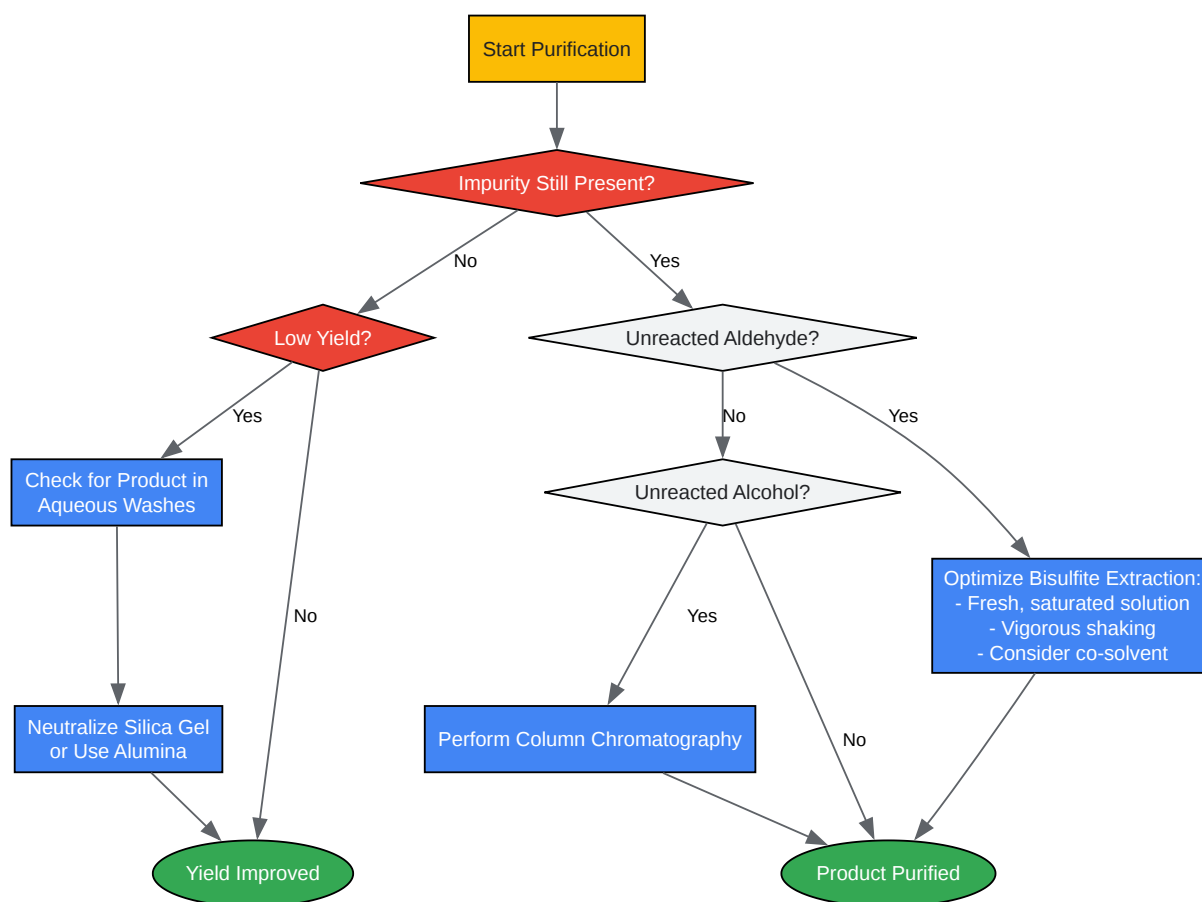 Start Purification
Impurity Still Present?
No
Yes
Low Yield?
Unreacted Aldehyde?
Yes
No
Yes
Check for Product in
Aqueous Washes
Unreacted Alcohol?
Optimize Bisulfite Extraction:
- Fresh, saturated solution
- Vigorous shaking
- Consider co-solvent
No
Yes
Neutralize Silica Gel
or Use Alumina
Perform Column Chromatography
No
Yield Improved
Product Purified